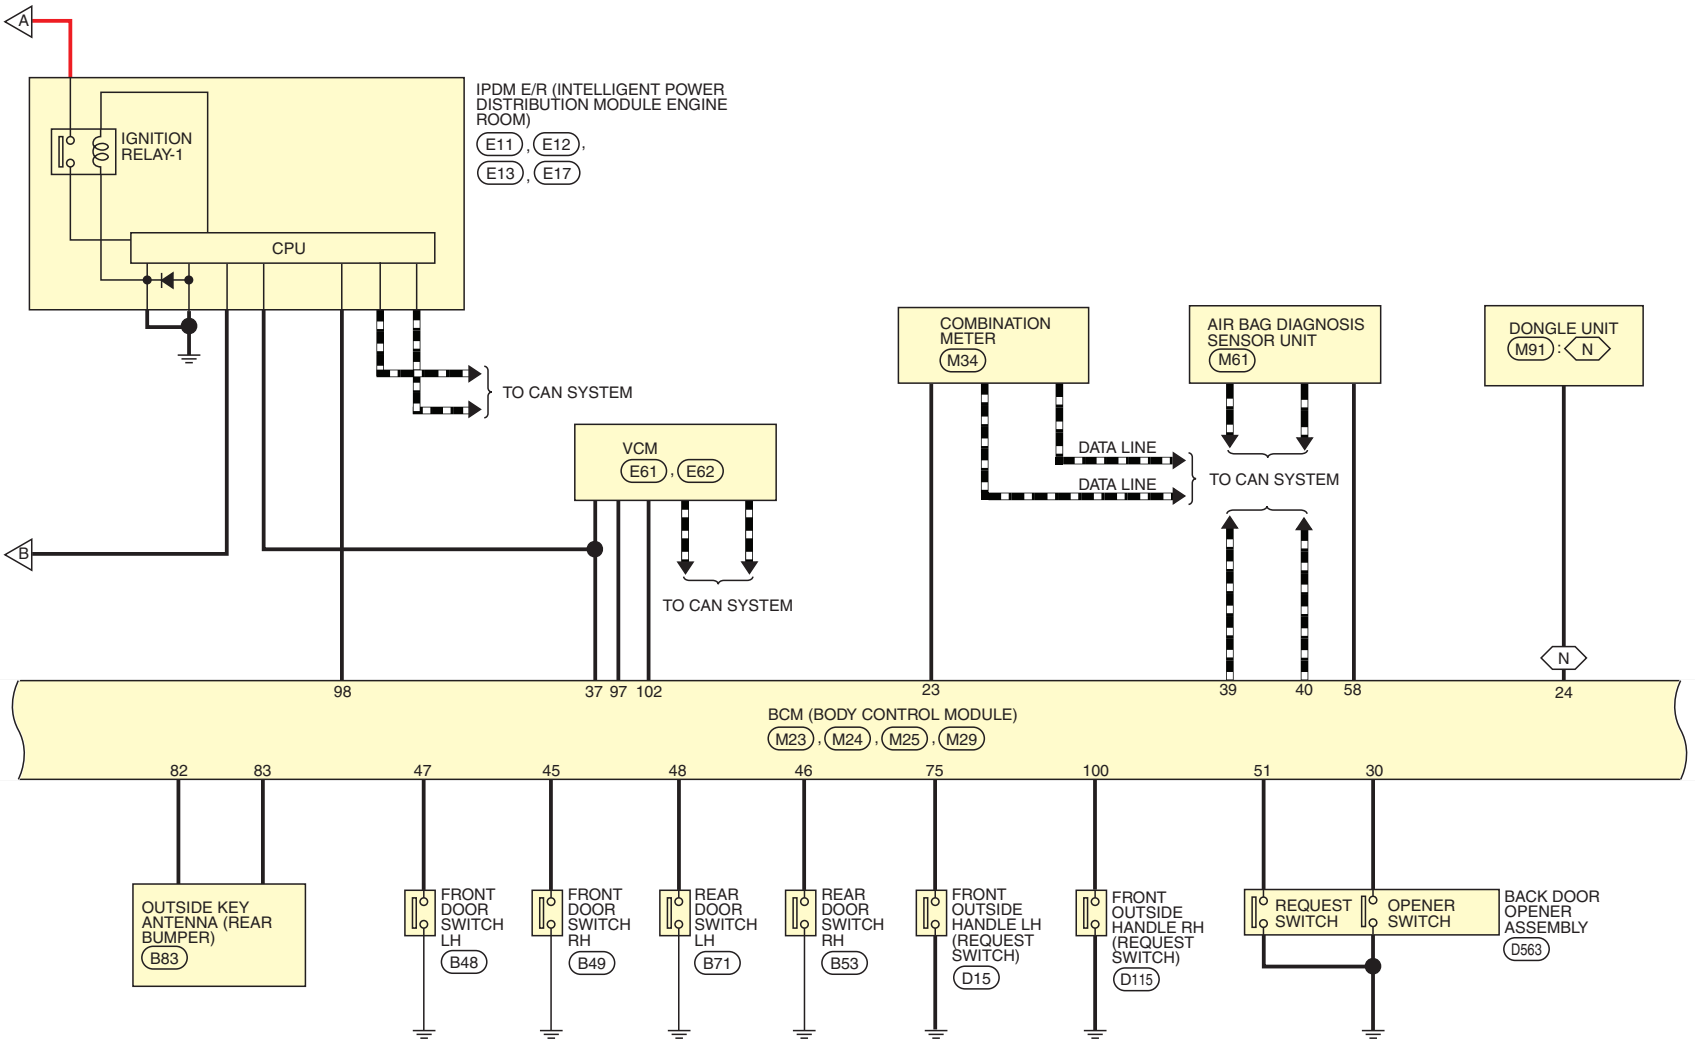 A
IPDM E/R (INTELLIGENT POWER
DISTRIBUTION MODULE ENGINE
ROOM)
E11 , E12 ,
E13 , E17
IGNITION
RELAY-1
CPU
TO CAN SYSTEM
COMBINATION
METER
M34
AIR BAG DIAGNOSIS
SENSOR UNIT
M61
DONGLE UNIT
M91 : N
VCM
E61 , E62
DATA LINE
DATA LINE
TO CAN SYSTEM
B
TO CAN SYSTEM
N
98
37 97 102
23
39
40
58
24
BCM (BODY CONTROL MODULE)
M23 , M24 , M25 , M29
82
83
47
45
48
46
75
100
51
30
OUTSIDE KEY
ANTENNA (REAR
BUMPER)
B83
FRONT
DOOR
SWITCH
LH
B48
FRONT
DOOR
SWITCH
RH
B49
REAR
DOOR
SWITCH
LH
B71
REAR
DOOR
SWITCH
RH
B53
FRONT
OUTSIDE
HANDLE LH
(REQUEST
SWITCH)
D15
FRONT
OUTSIDE
HANDLE RH
(REQUEST
SWITCH)
D115
REQUEST
SWITCH
OPENER
SWITCH
BACK DOOR
OPENER
ASSEMBLY
D563